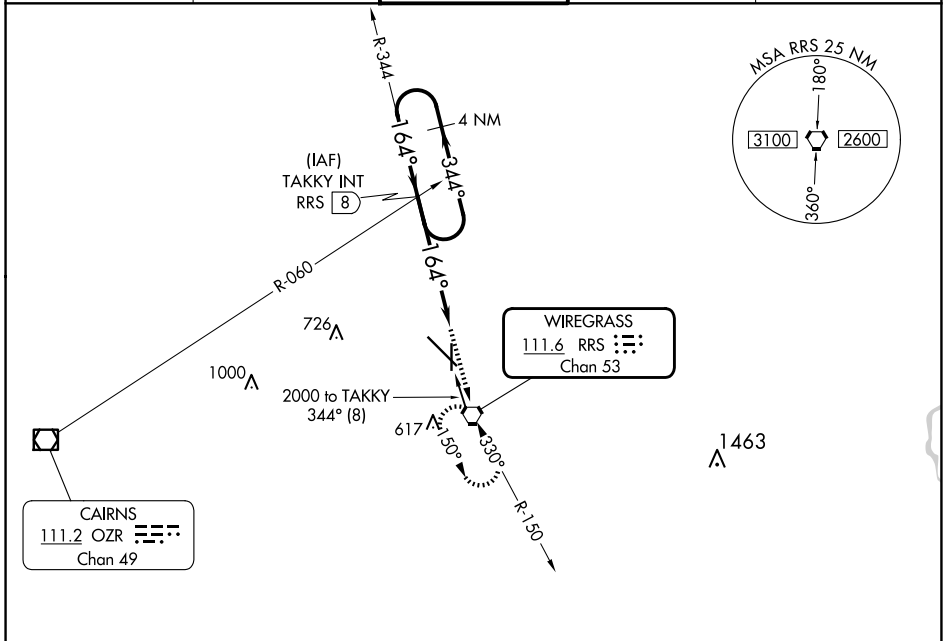 R-344
MSA RRS 25 NM
180°
3100
2600
360°
4 NM
164°
344°
(IAF)
TAKKY INT
RRS 8
164°
R-060
726
1000
WIREGRASS
111.6 RRS
Chan 53
2000 to TAKKY
344° (8)
617
150°
330°
1463
R-150
CAIRNS
111.2 OZR
Chan 49